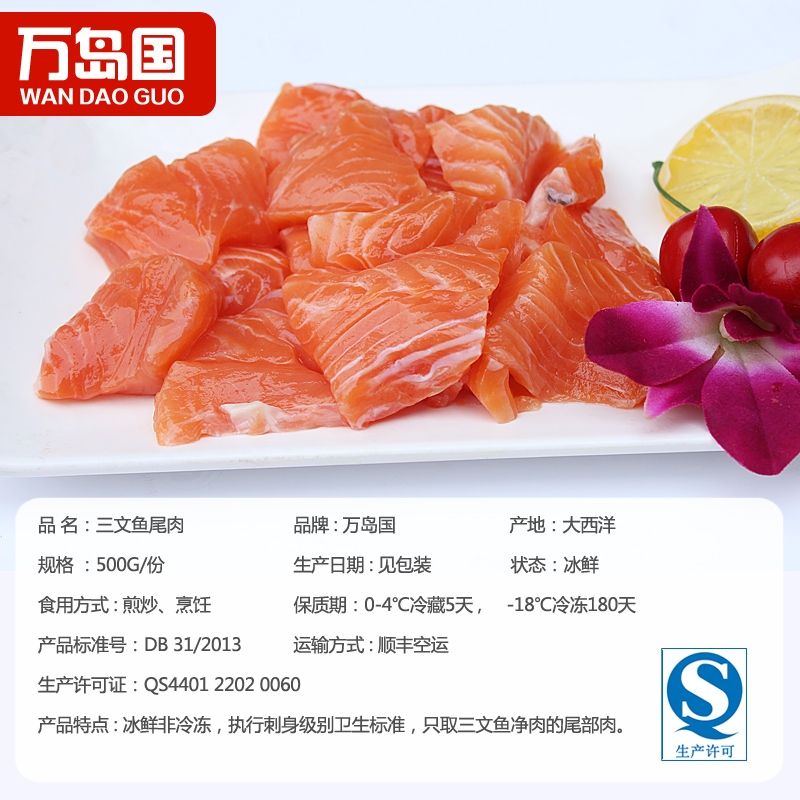 万岛国
WAN DAO GUO
品 名：三文鱼尾肉 品牌 : 万岛国 产地：大西洋
规格 ：500G/份 生产日期 : 见包装 状态：冰鲜
食用方式 : 煎炒、烹饪 保质期：0-4℃冷藏5天， -18℃冷冻180天
产品标准号：DB 31/2013 运输方式：顺丰空运
生产许可证：QS4401 2202 0060
产品特点：冰鲜非冷冻，执行刺身级别卫生标准，只取三文鱼净肉的尾部肉。
QS
生产许可